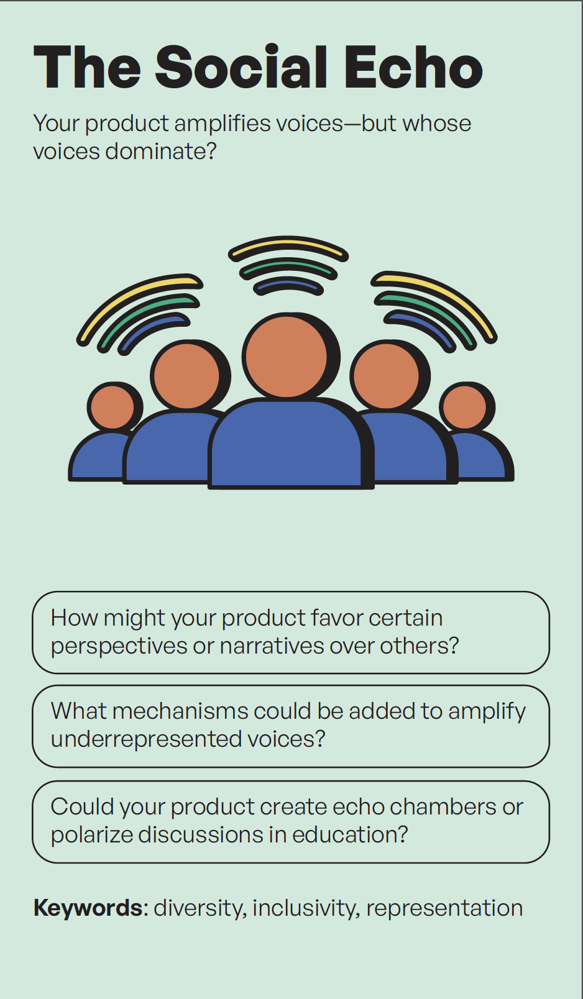 The Social Echo
Your product amplifies voices—but whose
voices dominate?
How might your product favor certain
perspectives or narratives over others?
What mechanisms could be added to amplify
underrepresented voices?
Could your product create echo chambers or
polarize discussions in education?
Keywords: diversity, inclusivity, representation